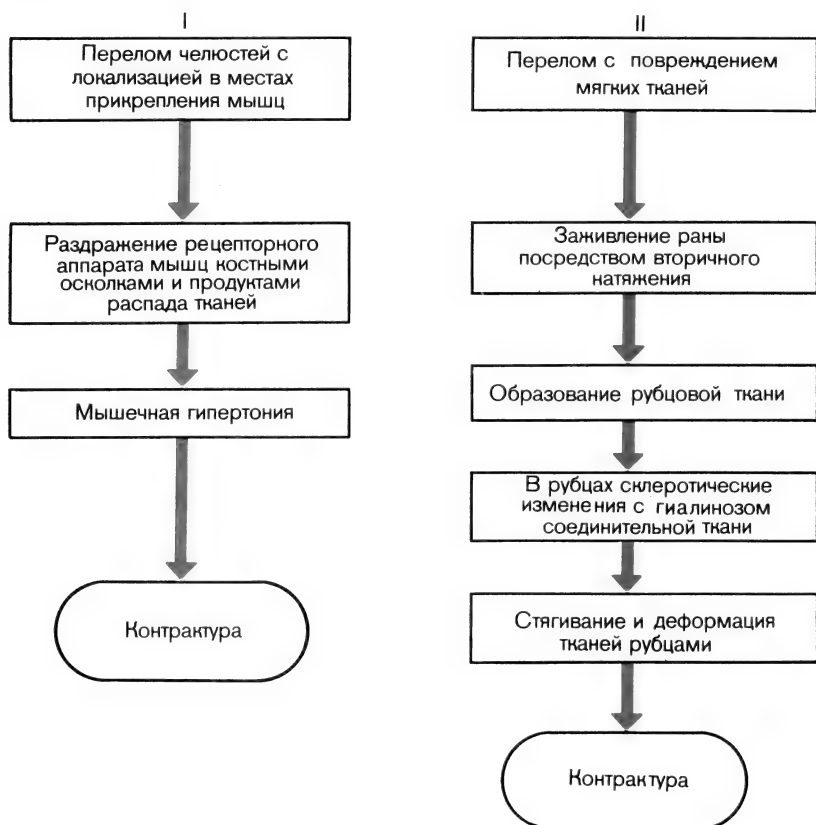 I
Перелом челюстей с
локализацией в местах
прикрепления мышц
Раздражение рецепторного
аппарата мышц костными
осколками и продуктами
распада тканей
Мышечная гипертония
Контрактура
II
Перелом с повреждением
мягких тканей
Заживление раны
посредством вторичного
натяжения
Образование рубцовой ткани
В рубцах склеротические
изменения с гиалинозом
соединительной ткани
Стягивание и деформация
тканей рубцами
Контрактура